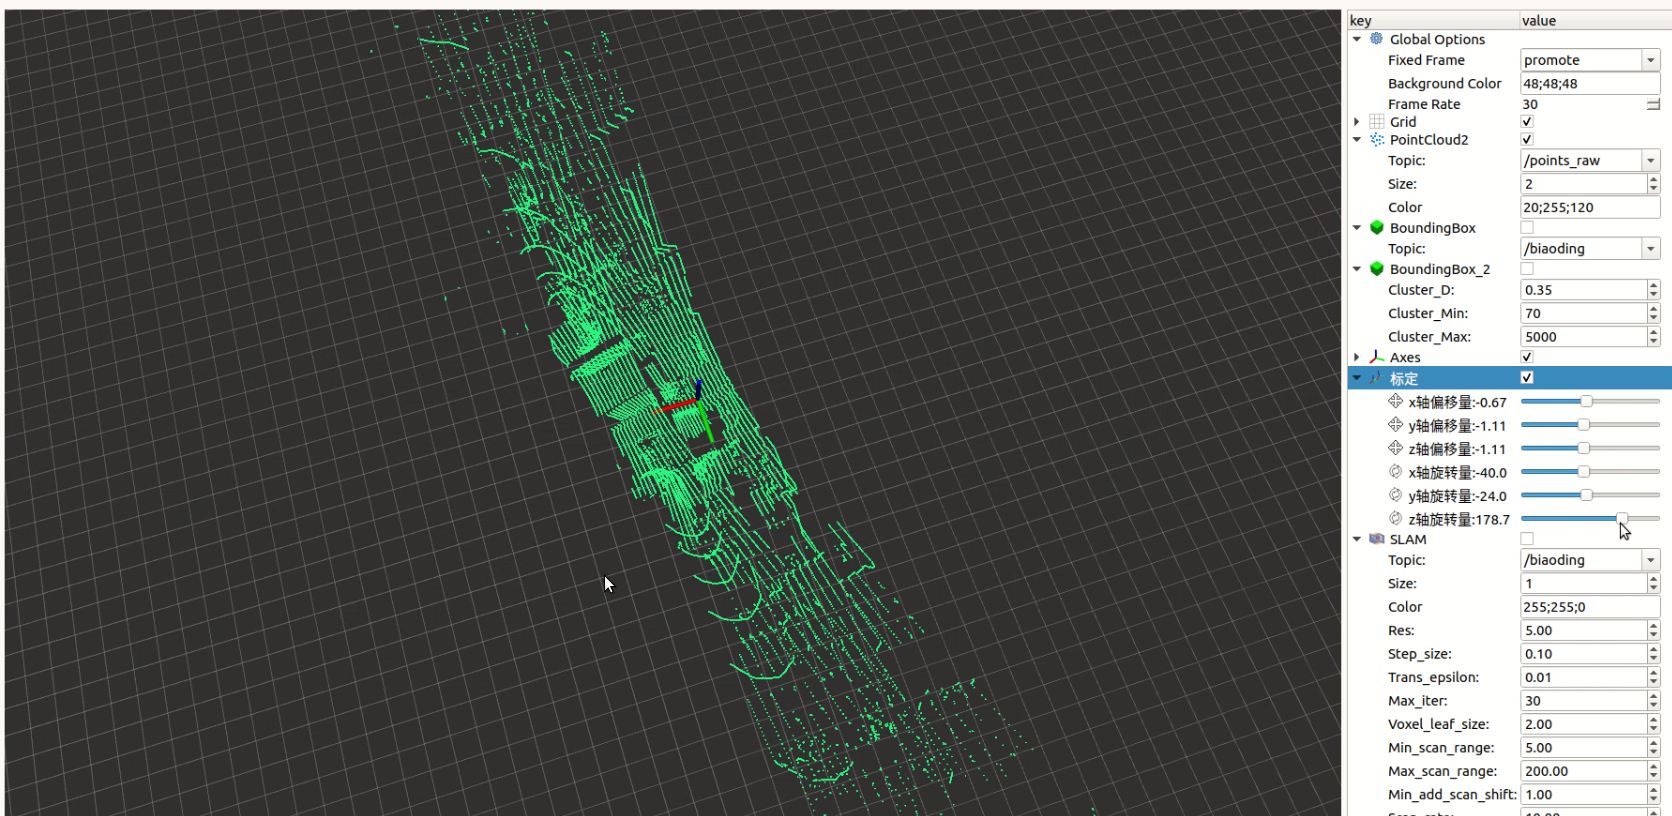 key value
Global Options
Fixed Frame promote
Background Color 48;48;48
Frame Rate 30
Grid
PointCloud2
Topic: /points_raw
Size: 2
Color 20;255;120
BoundingBox
Topic: /biaoding
BoundingBox_2
Cluster_D: 0.35
Cluster_Min: 70
Cluster_Max: 5000
Axes
标定
x轴偏移量:-0.67
y轴偏移量:-1.11
z轴偏移量:-1.11
x轴旋转量:-40.0
y轴旋转量:-24.0
z轴旋转量:178.7
SLAM
Topic: /biaoding
Size: 1
Color 255;255;0
Res: 5.00
Step_size: 0.10
Trans_epsilon: 0.01
Max_iter: 30
Voxel_leaf_size: 2.00
Min_scan_range: 5.00
Max_scan_range: 200.00
Min_add_scan_shift: 1.00